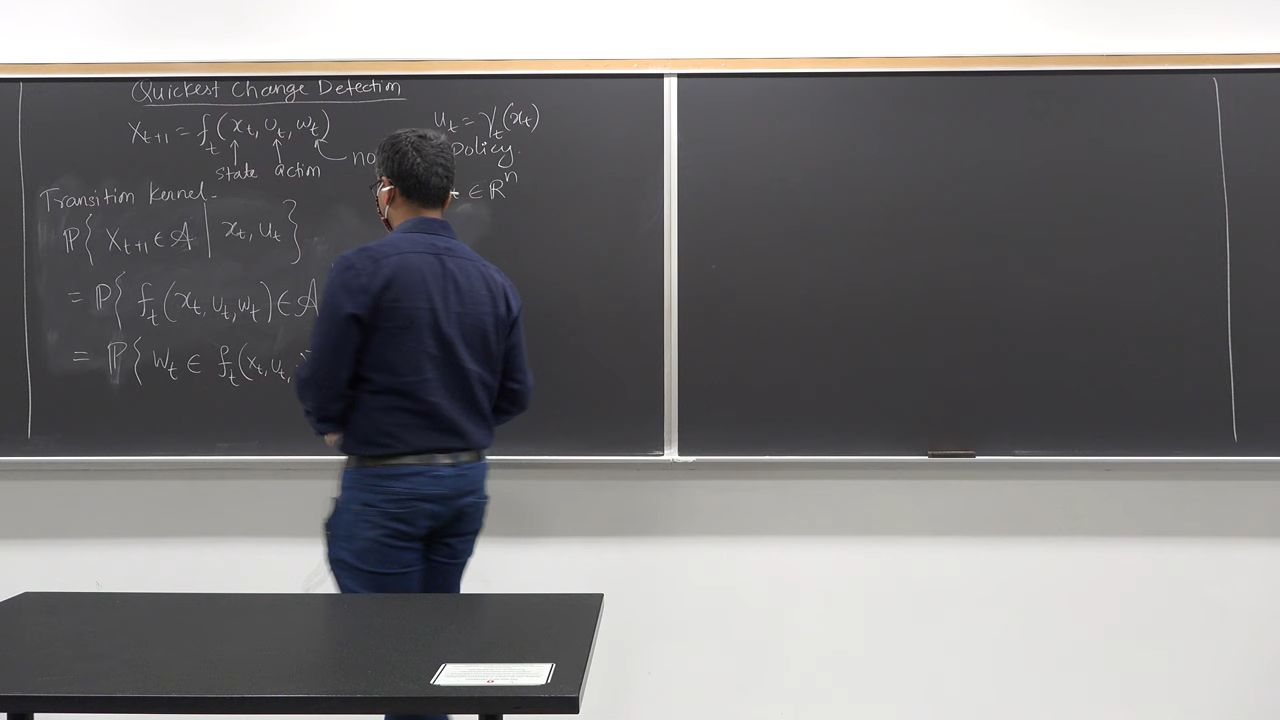 Quickest Change Detection
X_{t+1} = f_t(x_t, u_t, w_t)
u_t = γ_t(x_t)
state action no
Policy.
∈ ℝ^n
Transition Kernel.
ℙ{ X_{t+1} ∈ 𝔸 | x_t, u_t }
= ℙ{ f_t(x_t, u_t, w_t) ∈ 𝔸
= ℙ{ w_t ∈ f_t(x_t, u_t, ·)